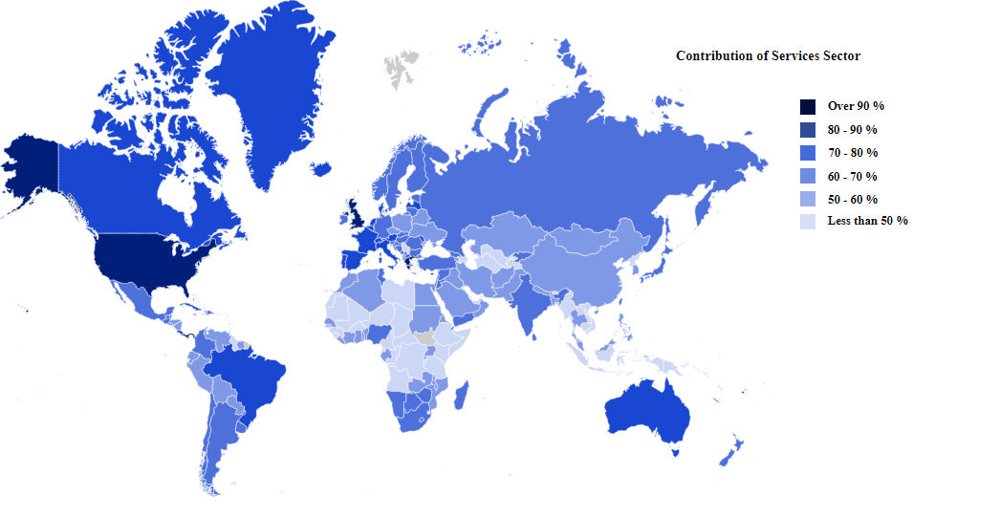 Contribution of Services Sector
Over 90 %
80 - 90 %
70 - 80 %
60 - 70 %
50 - 60 %
Less than 50 %